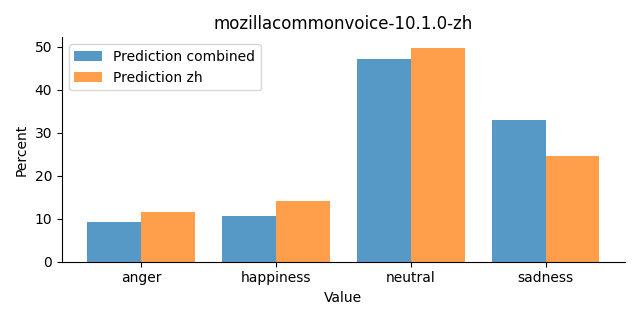 mozillacommonvoice-10.1.0-zh
Prediction combined
Prediction zh
Percent
50
40
30
20
10
0
anger happiness neutral sadness
Value